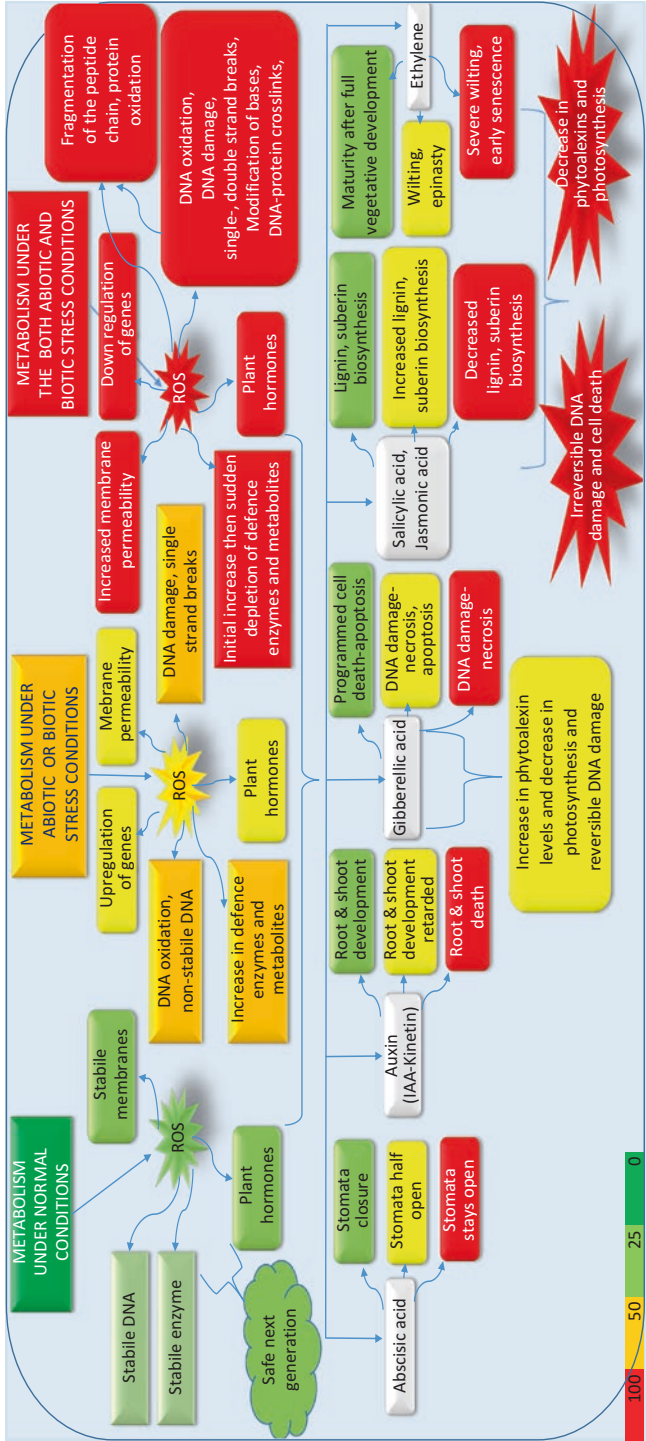 METABOLISM
UNDER NORMAL
CONDITIONS
Stabile
membranes
ROS
Stabile DNA
Stabile enzyme
Plant
hormones
Safe next
generation
METABOLISM UNDER
ABIOTIC OR BIOTIC
STRESS CONDITIONS
Upregulation
of genes
Mebrane
permeability
ROS
DNA oxidation,
non-stabile DNA
DNA damage, single
strand breaks
Increase in defence
enzymes and
metabolites
Plant
hormones
METABOLISM UNDER
THE BOTH ABIOTIC AND
BIOTIC STRESS CONDITIONS
Increased membrane
permeability
Down regulation
of genes
Fragmentation
of the peptide
chain, protein
oxidation
ROS
DNA oxidation,
DNA damage,
single-, double strand breaks,
Modification of bases,
DNA-protein crosslinks,
Initial increase then sudden
depletion of defence
enzymes and metabolites
Plant
hormones
Abscisic acid
Stomata
closure
Stomata half
open
Stomata
stays open
Auxin
(IAA-Kinetin)
Root & shoot
development
Root & shoot
development
retarded
Root & shoot
death
Gibberellic acid
Programmed cell
death-apoptosis
DNA damage-
necrosis,
apoptosis
DNA damage-
necrosis
Salicylic acid,
Jasmonic acid
Lignin, suberin
biosynthesis
Increased lignin,
suberin biosynthesis
Decreased
lignin, suberin
biosynthesis
Ethylene
Maturity after full
vegetative development
Wilting,
epinasty
Severe wilting,
early senescence
Increase in phytoalexin
levels and decrease in
photosynthesis and
reversible DNA damage
Irreversible DNA
damage and cell death
Decrease in
phytoalexins and
photosynthesis
100 50 25 0